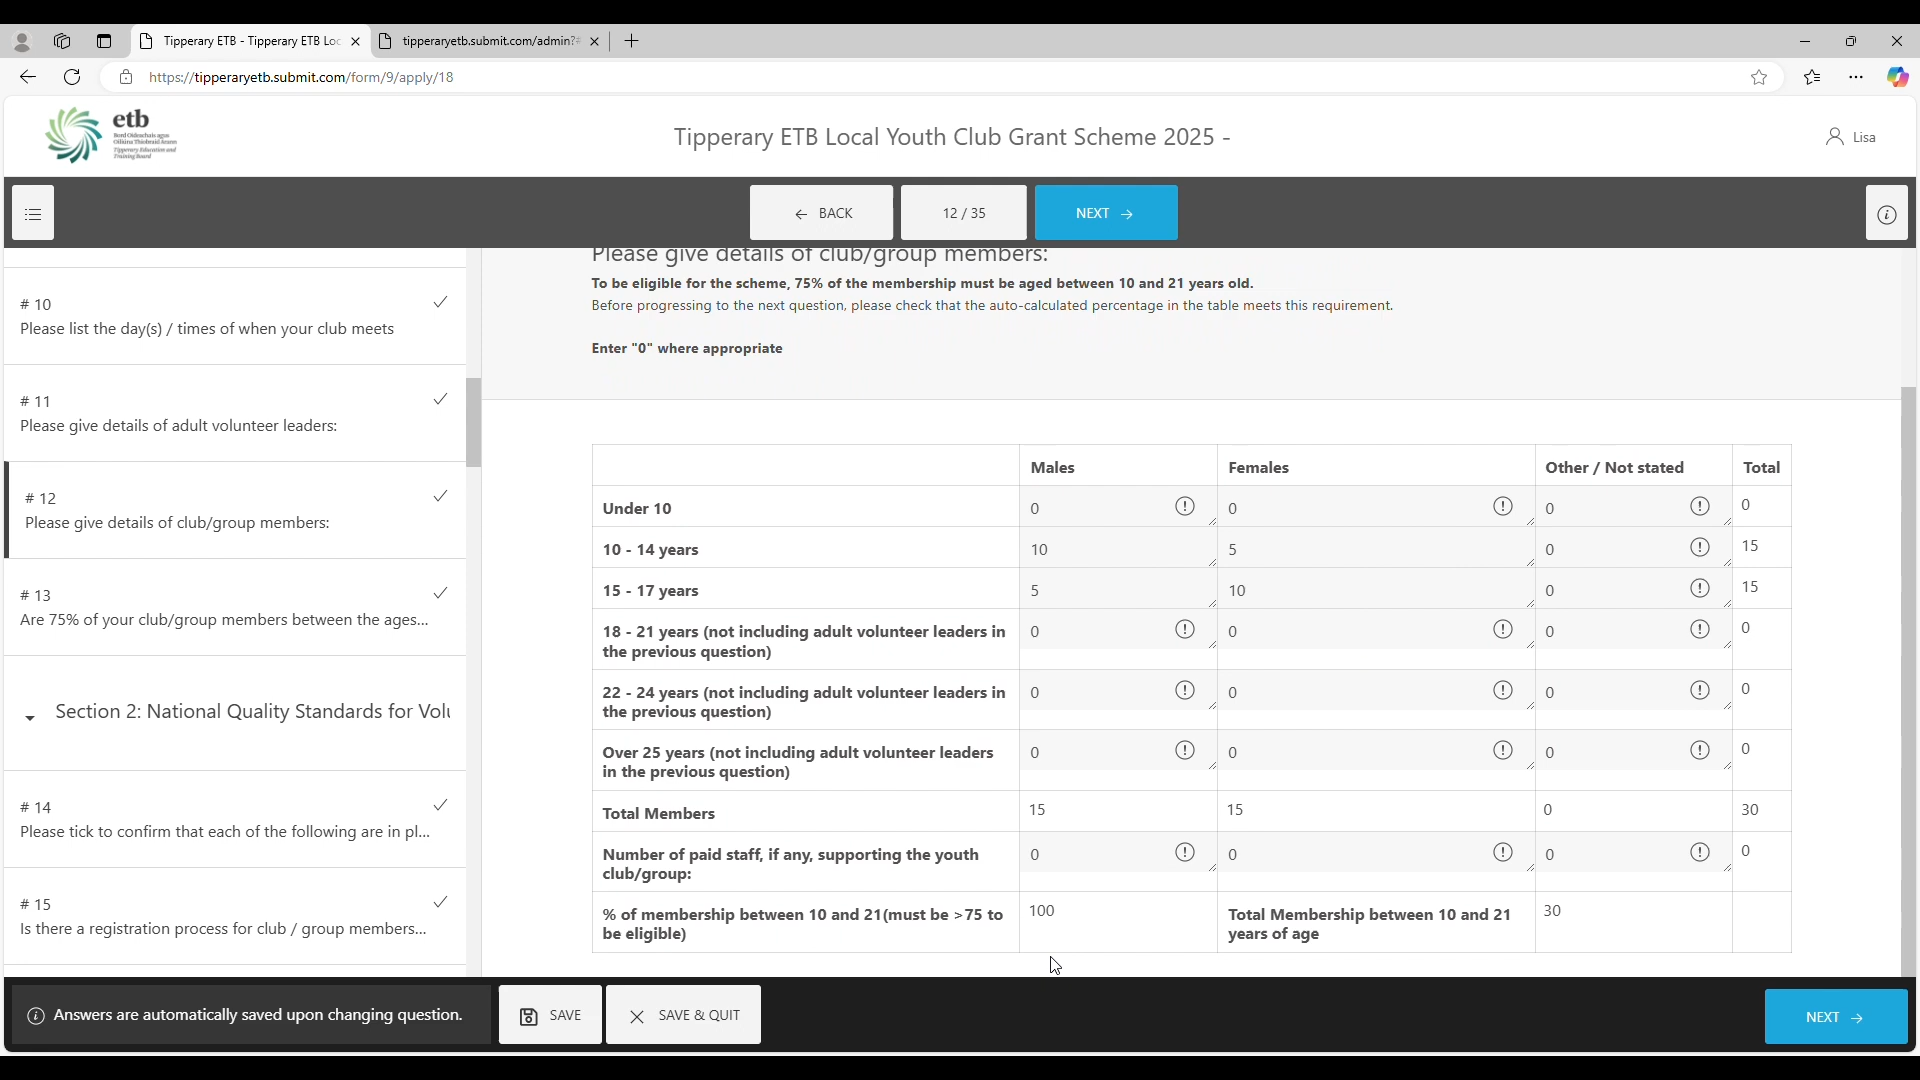 Tipperary ETB - Tipperary ETB Loc
tipperaryetb.submit.com/admin?#
https://tipperaryetb.submit.com/form/9/apply/18
etb
Bord Oideachais agus
Oiliúna Thiobraid Árann
Tipperary Education and
Training Board
Tipperary ETB Local Youth Club Grant Scheme 2025 -
Lisa
BACK
12 / 35
NEXT
# 10
Please list the day(s) / times of when your club meets
# 11
Please give details of adult volunteer leaders:
# 12
Please give details of club/group members:
# 13
Are 75% of your club/group members between the ages...
Section 2: National Quality Standards for Volu
# 14
Please tick to confirm that each of the following are in pl...
# 15
Is there a registration process for club / group members...
Please give details of club/group members:
To be eligible for the scheme, 75% of the membership must be aged between 10 and 21 years old.
Before progressing to the next question, please check that the auto-calculated percentage in the table meets this requirement.
Enter "0" where appropriate
Males Females Other / Not stated Total
Under 10 0 0 0 0
10 - 14 years 10 5 0 15
15 - 17 years 5 10 0 15
18 - 21 years (not including adult volunteer leaders in 0 0 0 0
the previous question)
22 - 24 years (not including adult volunteer leaders in 0 0 0 0
the previous question)
Over 25 years (not including adult volunteer leaders 0 0 0 0
in the previous question)
Total Members 15 15 0 30
Number of paid staff, if any, supporting the youth 0 0 0 0
club/group:
% of membership between 10 and 21(must be >75 to 100 Total Membership between 10 and 21 30
be eligible) years of age
Answers are automatically saved upon changing question.
SAVE
SAVE & QUIT
NEXT